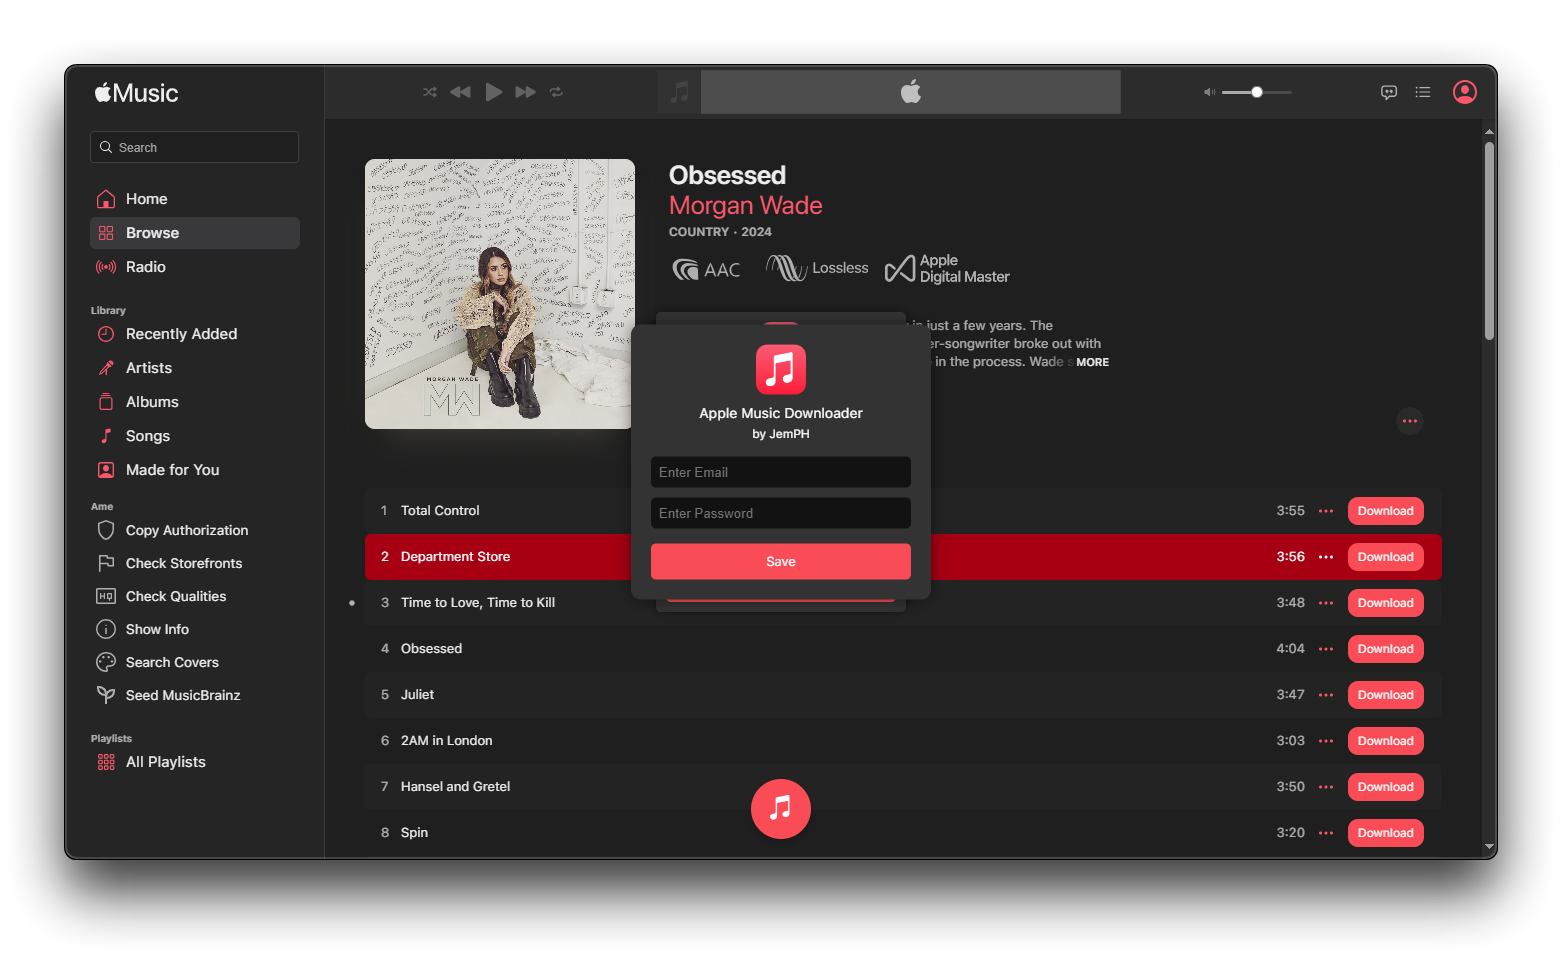 Music
Search
Home
Browse
Radio
Library
Recently Added
Artists
Albums
Songs
Made for You
Ame
Copy Authorization
Check Storefronts
HQ Check Qualities
Show Info
Search Covers
Seed MusicBrainz
Playlists
All Playlists
MORGAN WADE
MW
Obsessed
Morgan Wade
COUNTRY · 2024
AAC
Lossless
Apple
Digital Master
in just a few years. The
er-songwriter broke out with
in the process. Wade s MORE
Apple Music Downloader
by JemPH
Enter Email
Enter Password
Save
1 Total Control 3:55 Download
2 Department Store 3:56 Download
3 Time to Love, Time to Kill 3:48 Download
4 Obsessed 4:04 Download
5 Juliet 3:47 Download
6 2AM in London 3:03 Download
7 Hansel and Gretel 3:50 Download
8 Spin 3:20 Download